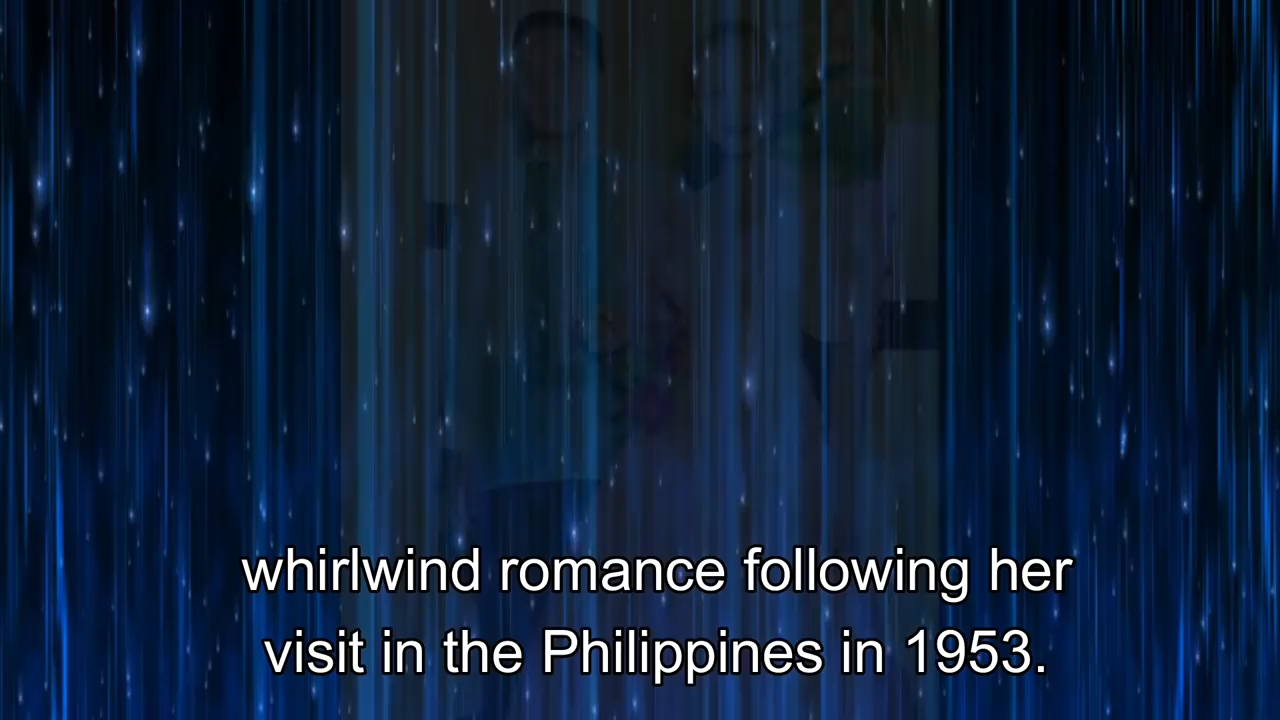 whirlwind romance following her
visit in the Philippines in 1953.